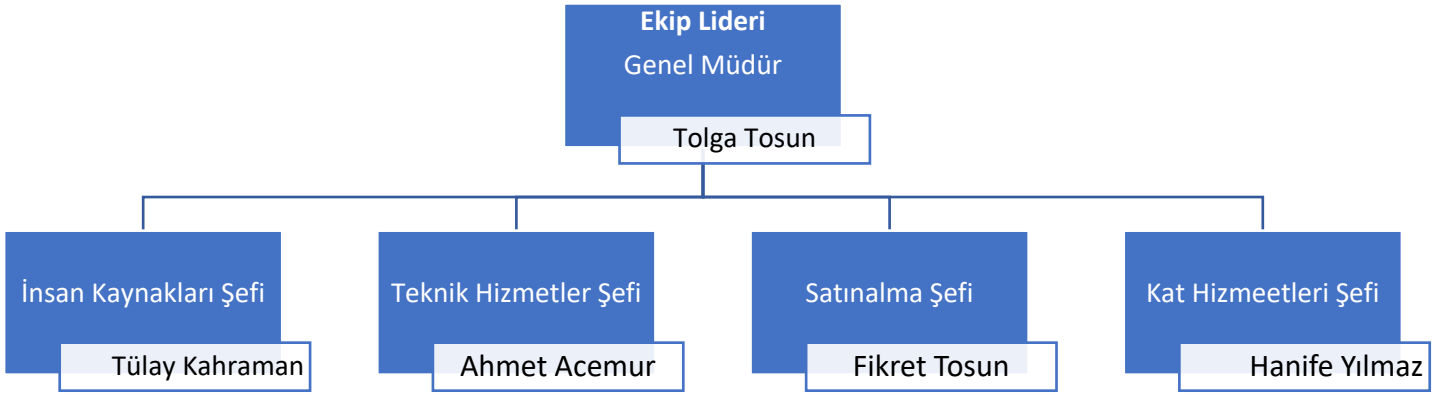 Ekip Lideri
Genel Müdür
Tolga Tosun
İnsan Kaynakları Şefi
Tülay Kahraman
Teknik Hizmetler Şefi
Ahmet Acemur
Satınalma Şefi
Fikret Tosun
Kat Hizmeetleri Şefi
Hanife Yılmaz